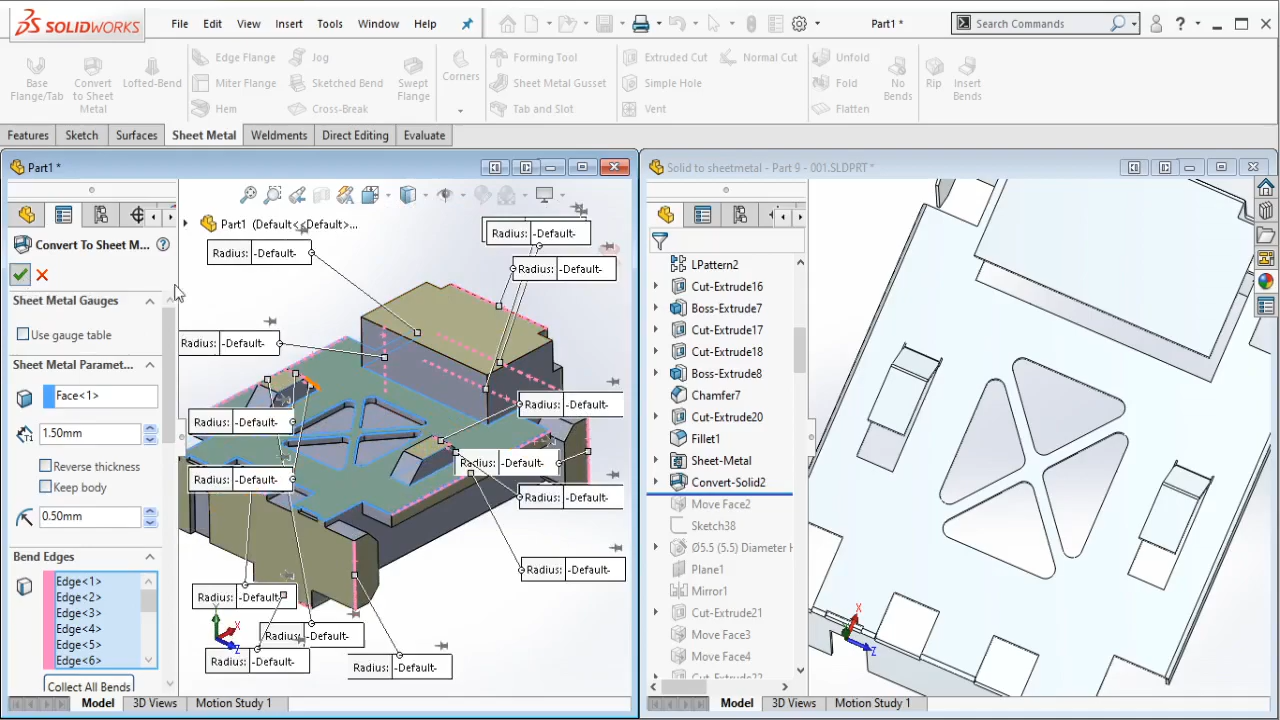 SOLIDWORKS File Edit View Insert Tools Window Help Part1 * Search Commands ?
Base Flange/Tab
Convert to Sheet Metal
Lofted-Bend
Edge Flange
Miter Flange
Hem
Jog
Sketched Bend
Cross-Break
Swept Flange
Corners
Forming Tool
Sheet Metal Gusset
Tab and Slot
Extruded Cut
Simple Hole
Vent
Normal Cut
Unfold
Fold
Flatten
No Bends
Rip
Insert Bends
Features Sketch Surfaces Sheet Metal Weldments Direct Editing Evaluate
Part1 *
Convert To Sheet M... ?
Sheet Metal Gauges
Use gauge table
Sheet Metal Paramet...
Face<1>
1.50mm
Reverse thickness
Keep body
0.50mm
Bend Edges
Edge<1>
Edge<2>
Edge<3>
Edge<4>
Edge<5>
Edge<6>
Collect All Bends
Part1 (Default<<Default>...
Radius: -Default-
Radius: -Default-
Radius: -Default-
Radius: -Default-
Radius: -Default-
Radius: -Default-
Radius: -Default-
Radius: -Default-
Radius: -Default-
Radius: -Default-
Radius: -Default-
Radius: -Default-
Radius: -Default-
Radius: -Default-
Y X Z
Model 3D Views Motion Study 1
Solid to sheetmetal - Part 9 - 001.SLDPRT *
LPattern2
Cut-Extrude16
Boss-Extrude7
Cut-Extrude17
Cut-Extrude18
Boss-Extrude8
Chamfer7
Cut-Extrude20
Fillet1
Sheet-Metal
Convert-Solid2
Move Face2
Sketch38
Ø5.5 (5.5) Diameter H
Plane1
Mirror1
Cut-Extrude21
Move Face3
Move Face4
Cut-Extrude22
X Z
Model 3D Views Motion Study 1